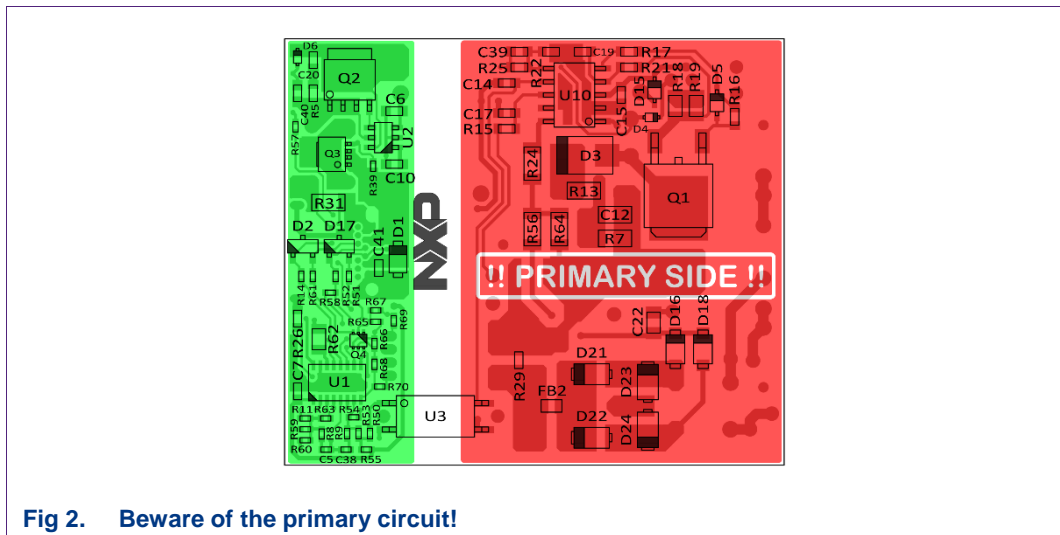 D6
C20
Q2
C40
R5
C6
R57
U2
Q3
R39
C10
R31
D2 D17
D1
C41
R14
R61
R58
R52
R51
R67
R65
R69
R26
R62
Q4
R66
R68
C7
U1
R70
R11 R63 R54
R59
R8
R9
R53
R50
R60
C5 C38 R55
U3
NXP
C39
C19
R17
R25
R22
R21
C14
U10
D15
R18
R19
D5
R16
C17
C15
R15
D4
R24
D3
R13
Q1
R56
R64
C12
R7
!! PRIMARY SIDE !!
C22
D16
D18
R29
D21
D23
FB2
D22
D24
Fig 2. Beware of the primary circuit!